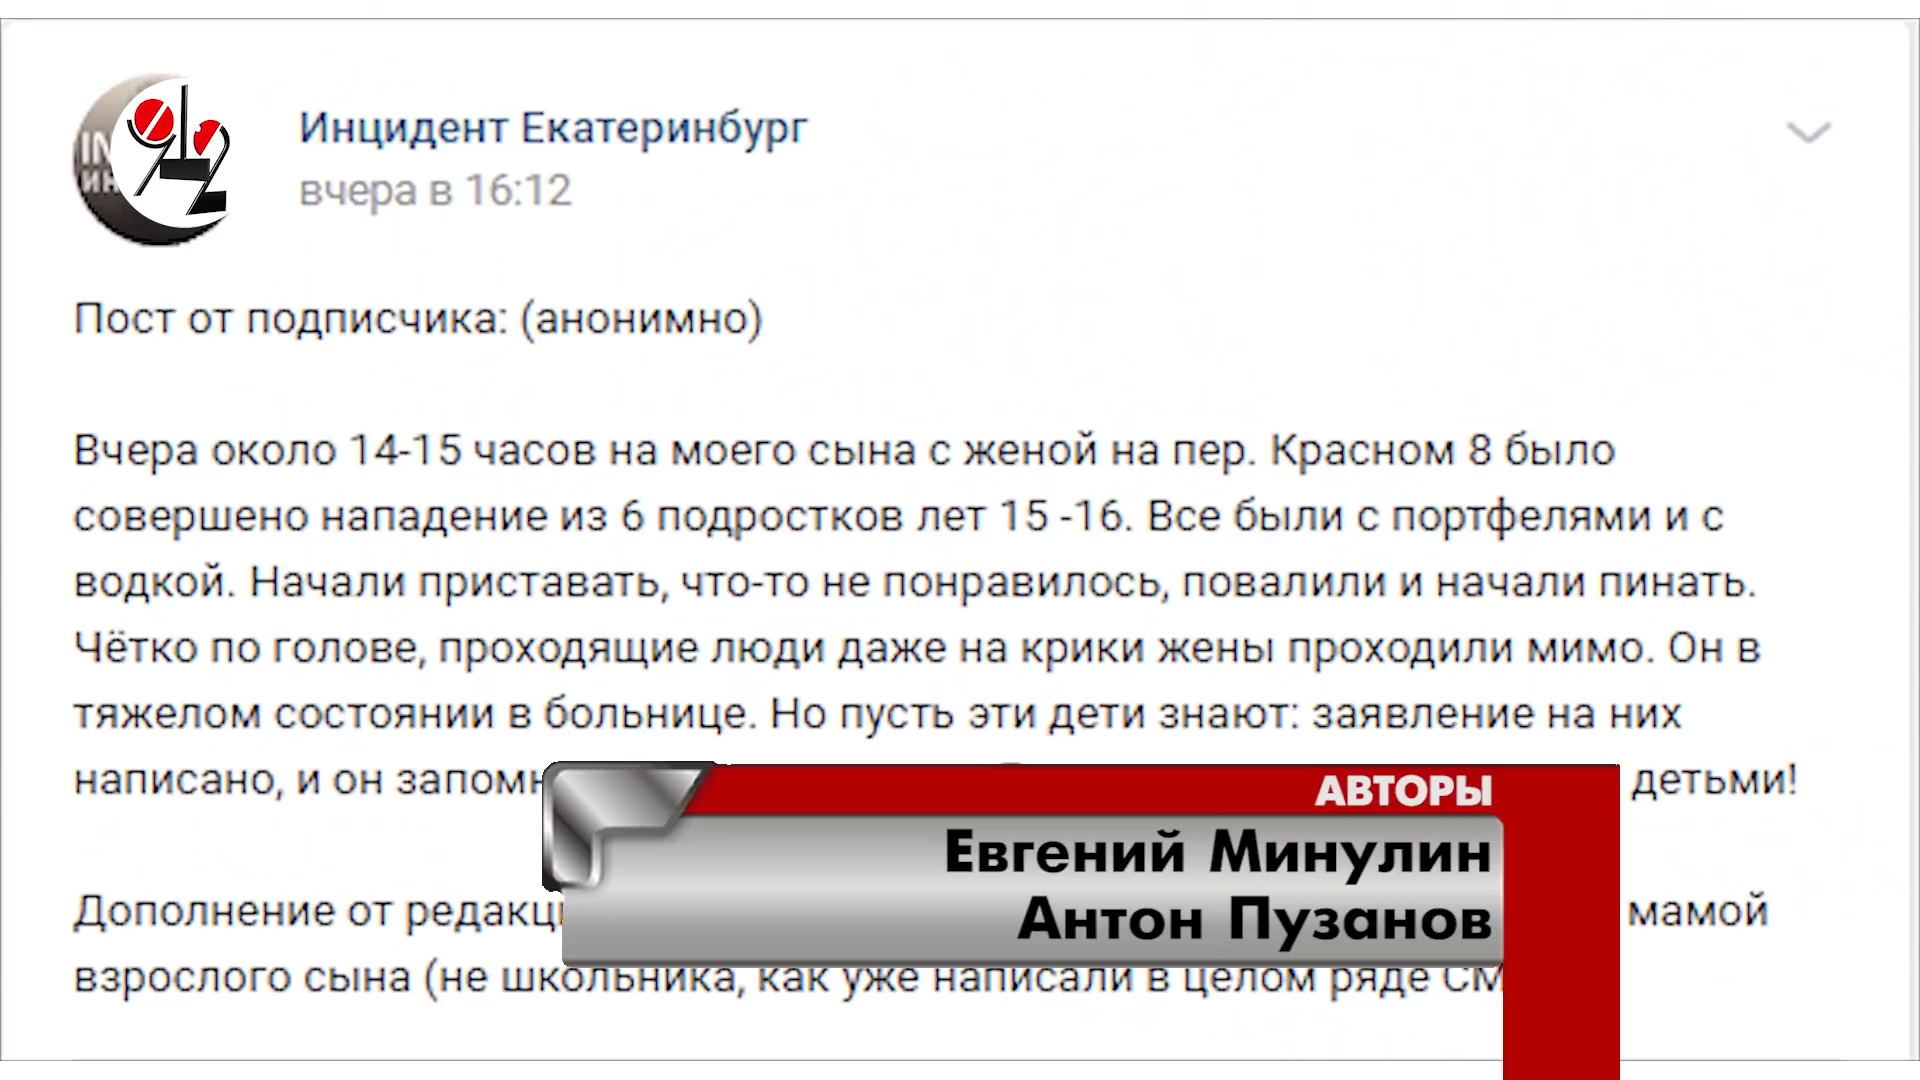 Инцидент Екатеринбург
вчера в 16:12
Пост от подписчика: (анонимно)
Вчера около 14-15 часов на моего сына с женой на пер. Красном 8 было
совершено нападение из 6 подростков лет 15 -16. Все были с портфелями и с
водкой. Начали приставать, что-то не понравилось, повалили и начали пинать.
Чётко по голове, проходящие люди даже на крики жены проходили мимо. Он в
тяжелом состоянии в больнице. Но пусть эти дети знают: заявление на них
написано, и он детьми!
Дополнение от мамой
взрослого сына (не школьника, как уже написали в целом ряде
АВТОРЫ
Евгений Минулин
Антон Пузанов